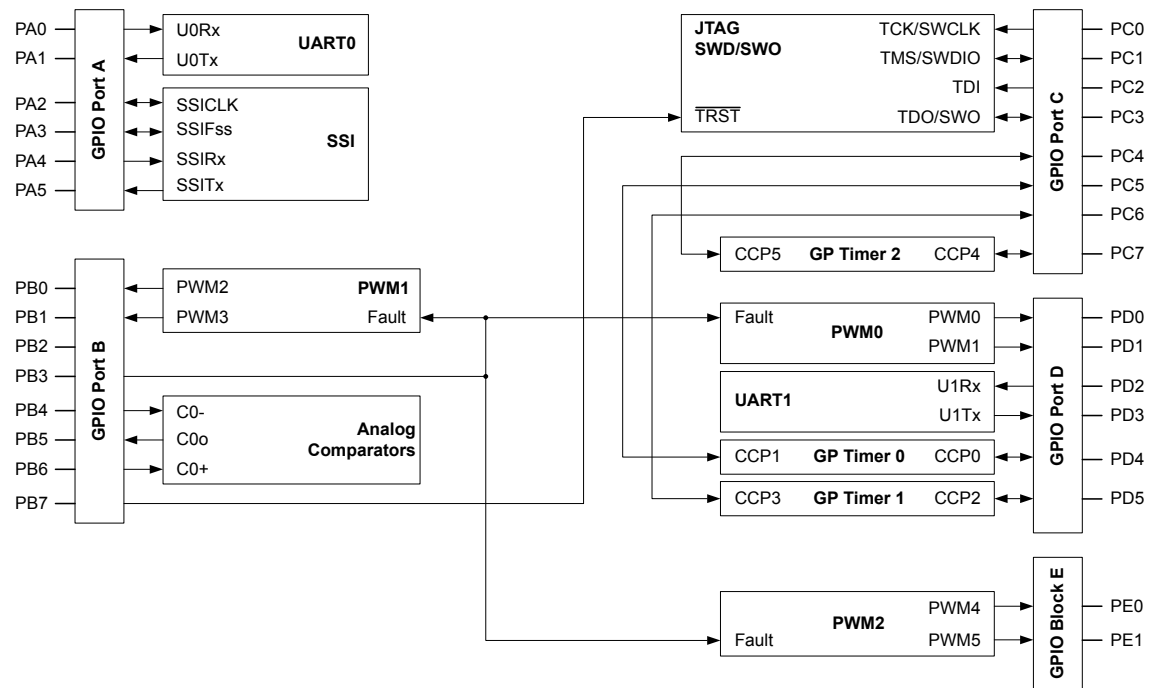 PA0
PA1
PA2
PA3
PA4
PA5
GPIO Port A
U0Rx
U0Tx
UART0
SSICLK
SSIFss
SSIRx
SSITx
SSI
PB0
PB1
PB2
PB3
PB4
PB5
PB6
PB7
GPIO Port B
PWM2
PWM3
PWM1
Fault
C0-
C0o
C0+
Analog
Comparators
JTAG
SWD/SWO
TRST
TCK/SWCLK
TMS/SWDIO
TDI
TDO/SWO
CCP5
GP Timer 2
CCP4
GPIO Port C
PC0
PC1
PC2
PC3
PC4
PC5
PC6
PC7
Fault
PWM0
PWM0
PWM1
UART1
U1Rx
U1Tx
CCP1
GP Timer 0
CCP0
CCP3
GP Timer 1
CCP2
GPIO Port D
PD0
PD1
PD2
PD3
PD4
PD5
Fault
PWM2
PWM4
PWM5
GPIO Block E
PE0
PE1